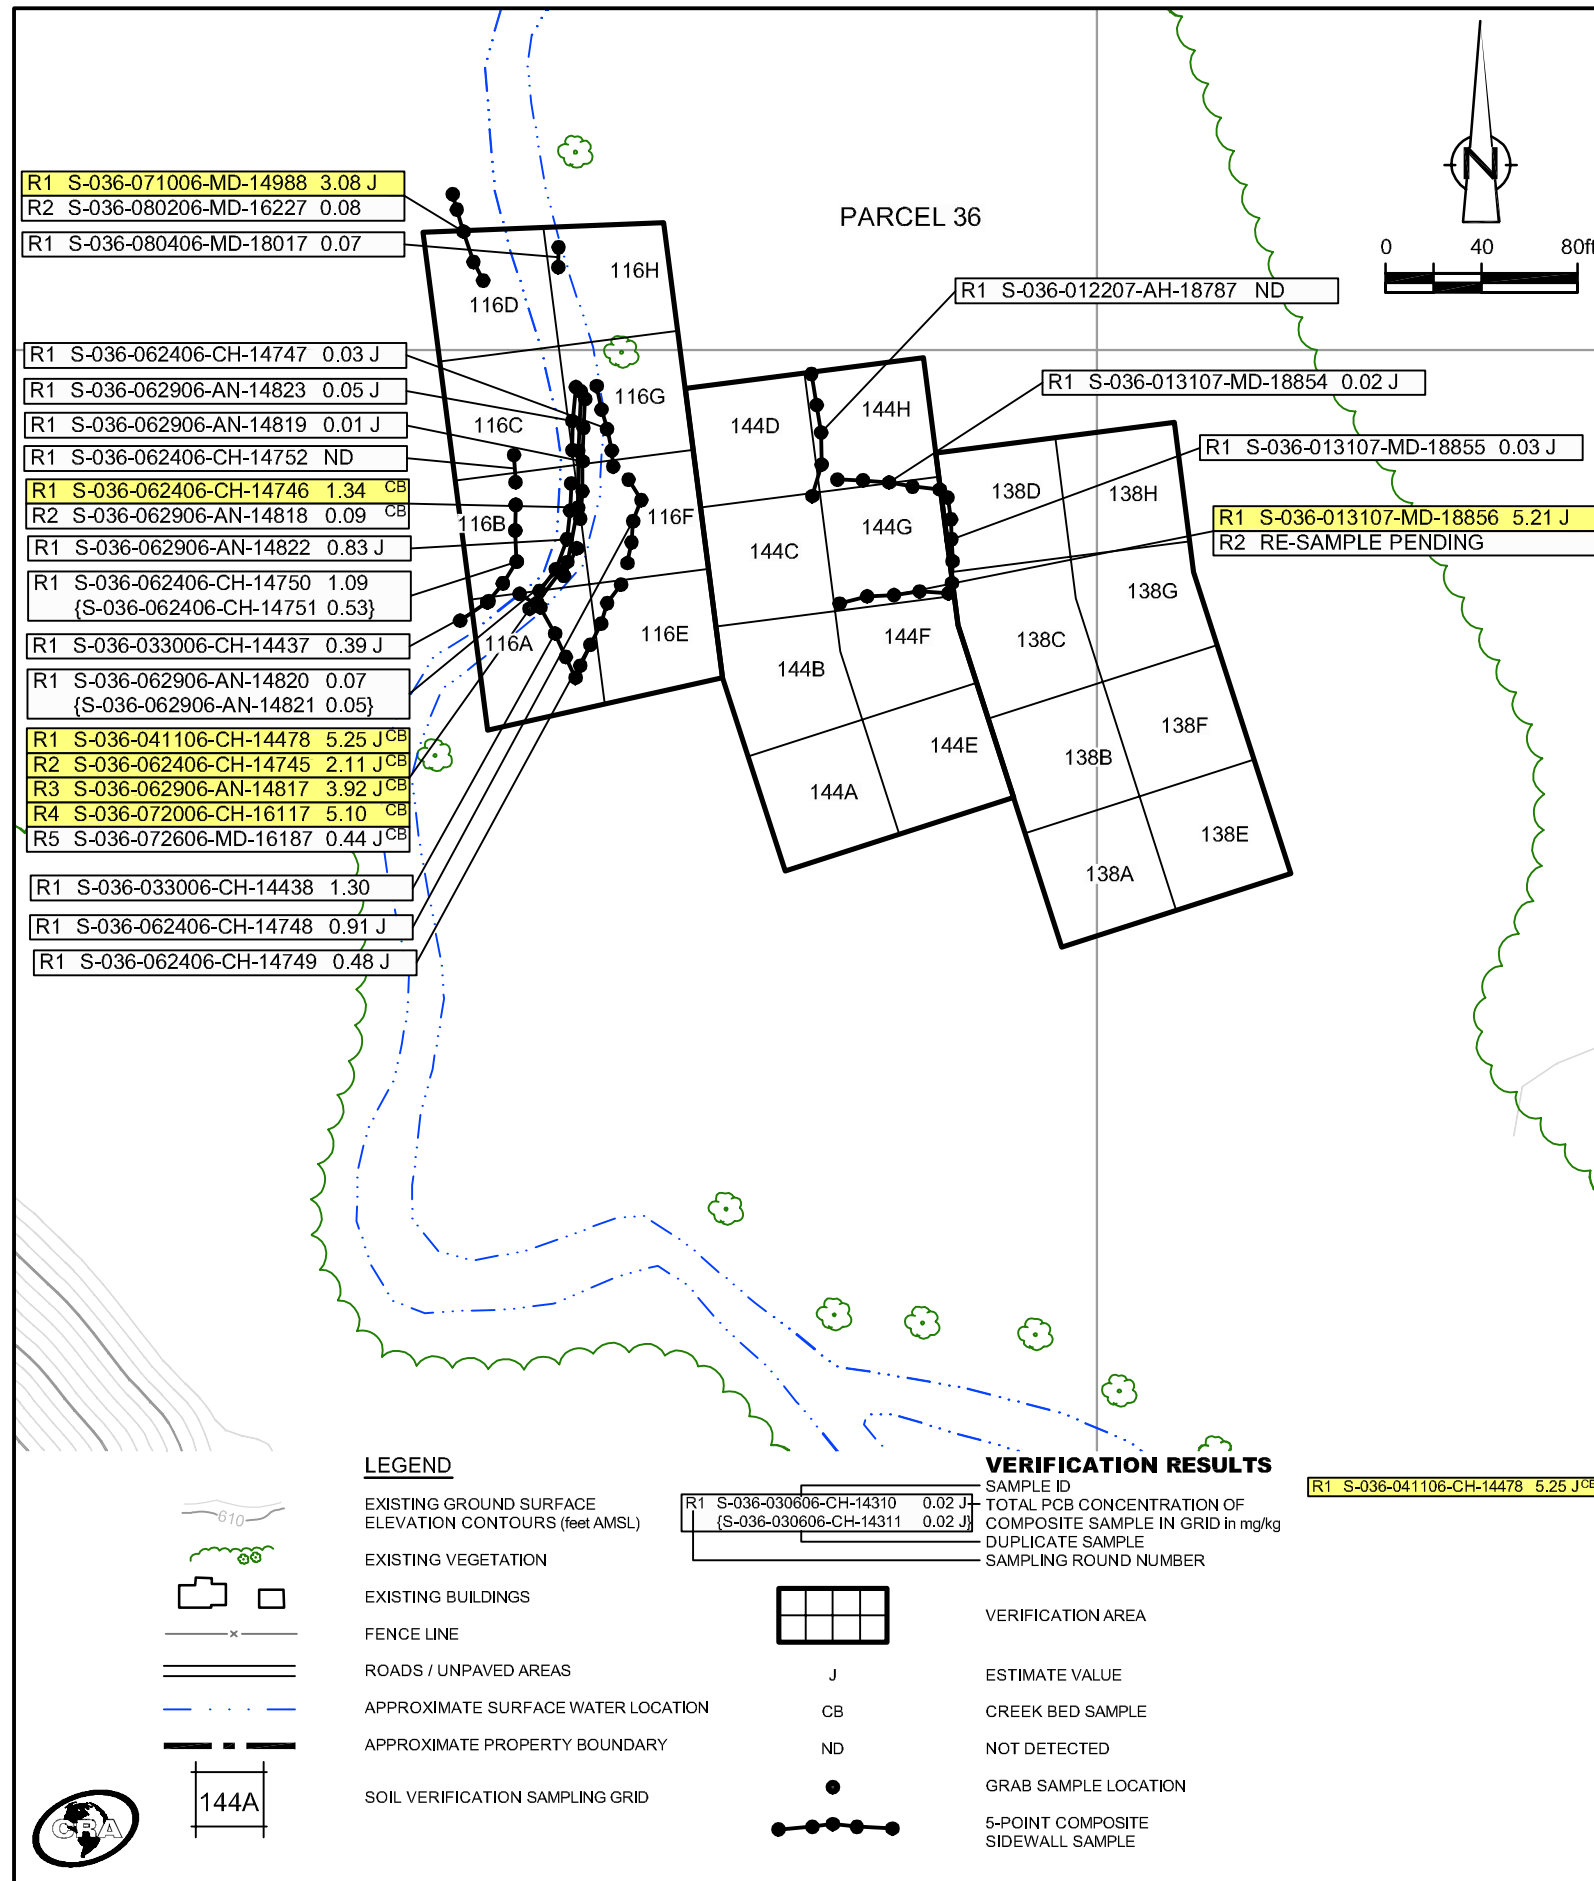 PARCEL 36
N
0 40 80ft
R1 S-036-071006-MD-14988 3.08 J
R2 S-036-080206-MD-16227 0.08
R1 S-036-080406-MD-18017 0.07
R1 S-036-062406-CH-14747 0.03 J
R1 S-036-062906-AN-14823 0.05 J
R1 S-036-062906-AN-14819 0.01 J
R1 S-036-062406-CH-14752 ND
R1 S-036-062406-CH-14746 1.34 CB
R2 S-036-062906-AN-14818 0.09 CB
R1 S-036-062906-AN-14822 0.83 J
R1 S-036-062406-CH-14750 1.09
{S-036-062406-CH-14751 0.53}
R1 S-036-033006-CH-14437 0.39 J
R1 S-036-062906-AN-14820 0.07
{S-036-062906-AN-14821 0.05}
R1 S-036-041106-CH-14478 5.25 J CB
R2 S-036-062406-CH-14745 2.11 J CB
R3 S-036-062906-AN-14817 3.92 J CB
R4 S-036-072006-CH-16117 5.10 CB
R5 S-036-072606-MD-16187 0.44 J CB
R1 S-036-033006-CH-14438 1.30
R1 S-036-062406-CH-14748 0.91 J
R1 S-036-062406-CH-14749 0.48 J
R1 S-036-012207-AH-18787 ND
R1 S-036-013107-MD-18854 0.02 J
R1 S-036-013107-MD-18855 0.03 J
R1 S-036-013107-MD-18856 5.21 J
R2 RE-SAMPLE PENDING
116D
116H
116C
116G
116B
116F
116A
116E
144D
144H
144C
144G
144B
144F
144A
144E
138D
138H
138C
138G
138B
138F
138A
138E
LEGEND
610
EXISTING GROUND SURFACE
ELEVATION CONTOURS (feet AMSL)
EXISTING VEGETATION
EXISTING BUILDINGS
FENCE LINE
ROADS / UNPAVED AREAS
APPROXIMATE SURFACE WATER LOCATION
APPROXIMATE PROPERTY BOUNDARY
144A
SOIL VERIFICATION SAMPLING GRID
CRA
VERIFICATION RESULTS
R1 S-036-030606-CH-14310 0.02 J
{S-036-030606-CH-14311 0.02 J}
SAMPLE ID
TOTAL PCB CONCENTRATION OF
COMPOSITE SAMPLE IN GRID in mg/kg
DUPLICATE SAMPLE
SAMPLING ROUND NUMBER
R1 S-036-041106-CH-14478 5.25 J CB
VERIFICATION AREA
J ESTIMATE VALUE
CB CREEK BED SAMPLE
ND NOT DETECTED
GRAB SAMPLE LOCATION
5-POINT COMPOSITE
SIDEWALL SAMPLE